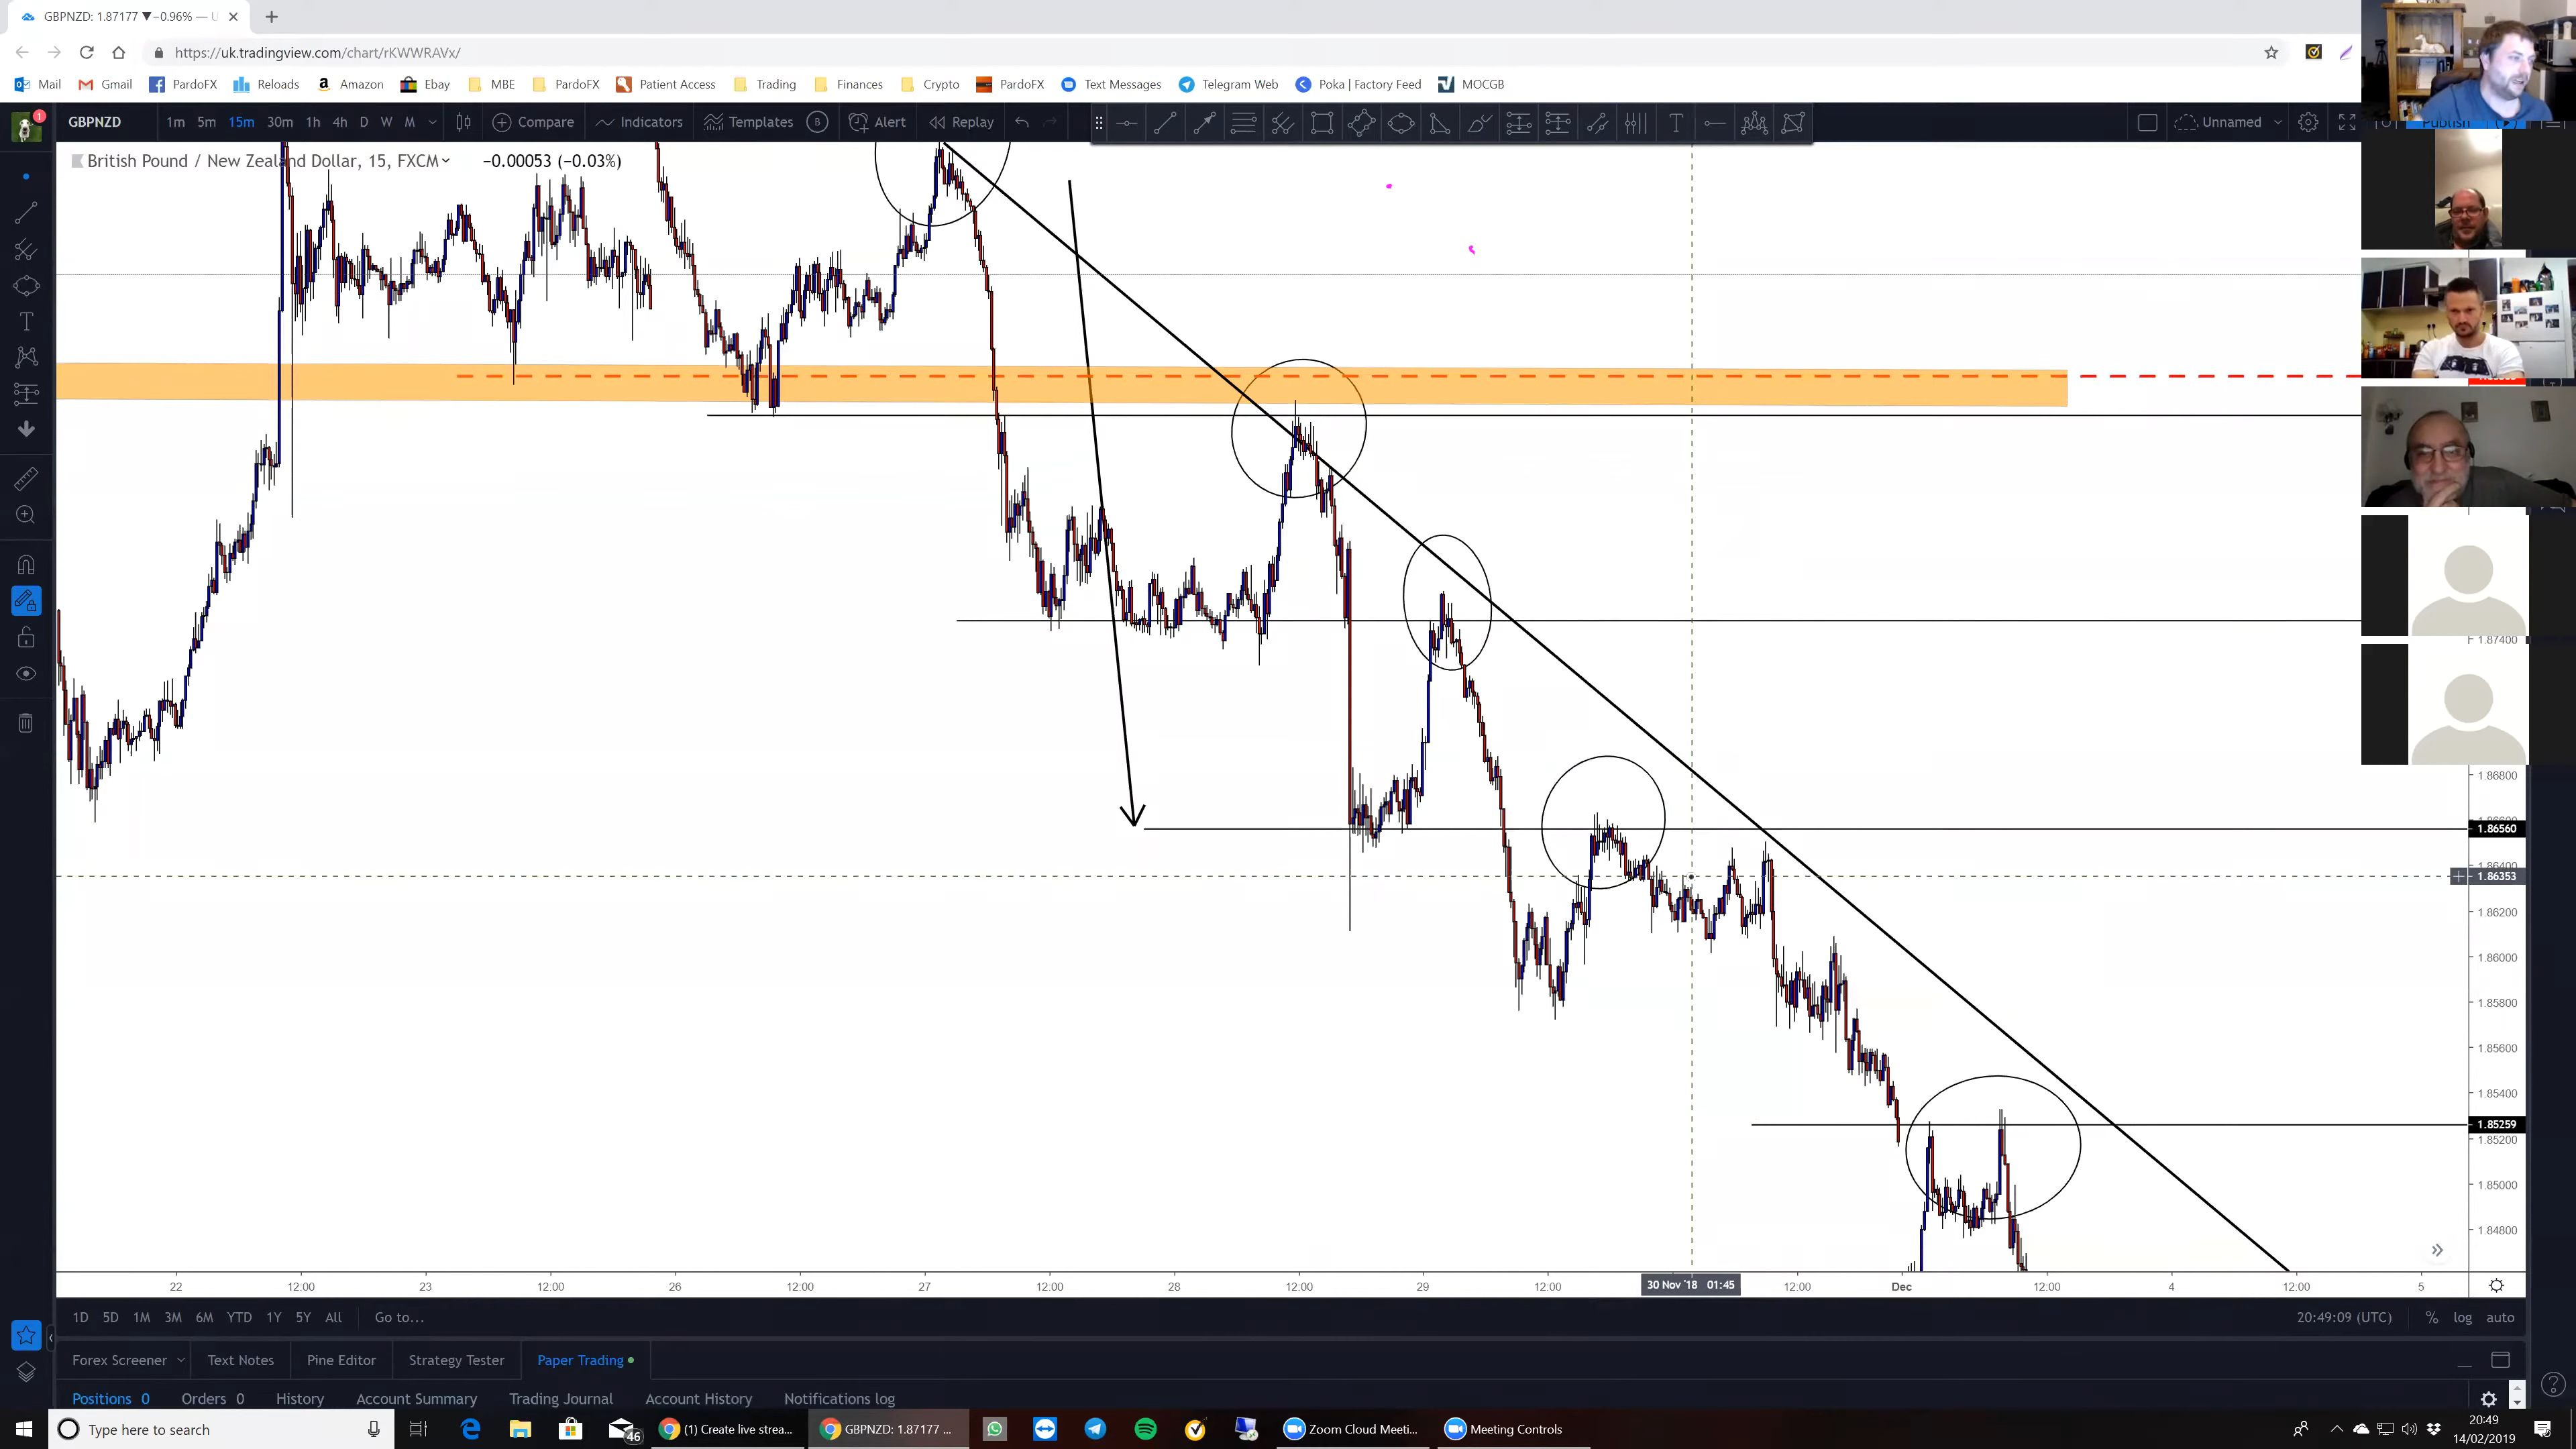 GBPNZD: 1.87177 ▼−0.96% — U
https://uk.tradingview.com/chart/rKWWRAVx/
Mail Gmail PardoFX Reloads Amazon Ebay MBE PardoFX Patient Access Trading Finances Crypto PardoFX Text Messages Telegram Web Poka | Factory Feed MOCGB
1 GBPNZD 1m 5m 15m 30m 1h 4h D W M Compare Indicators Templates B Alert Replay Unnamed Publish
British Pound / New Zealand Dollar, 15, FXCM −0.00053 (−0.03%)
1.87400
1.86800
1.86560
1.86400
1.86353
1.86200
1.86000
1.85800
1.85600
1.85400
1.85259
1.85200
1.85000
1.84800
22 12:00 23 12:00 26 12:00 27 12:00 28 12:00 29 12:00 30 Nov '18 01:45 12:00 Dec 12:00 4 12:00 5
1D 5D 1M 3M 6M YTD 1Y 5Y All Go to... 20:49:09 (UTC) % log auto
Forex Screener Text Notes Pine Editor Strategy Tester Paper Trading
Positions 0 Orders 0 History Account Summary Trading Journal Account History Notifications log
Type here to search 46 (1) Create live strea... GBPNZD: 1.87177 ... Zoom Cloud Meeti... Meeting Controls 20:49
14/02/2019